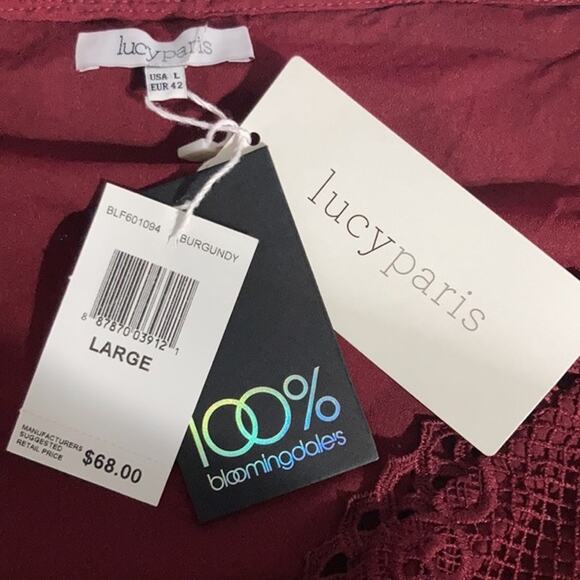 lucyparis
USA L
EUR 42
lucyparis
BLF601094 BURGUNDY
8 87870 03912 1
LARGE
MANUFACTURERS
SUGGESTED
RETAIL PRICE
$68.00
100%
bloomingdale's